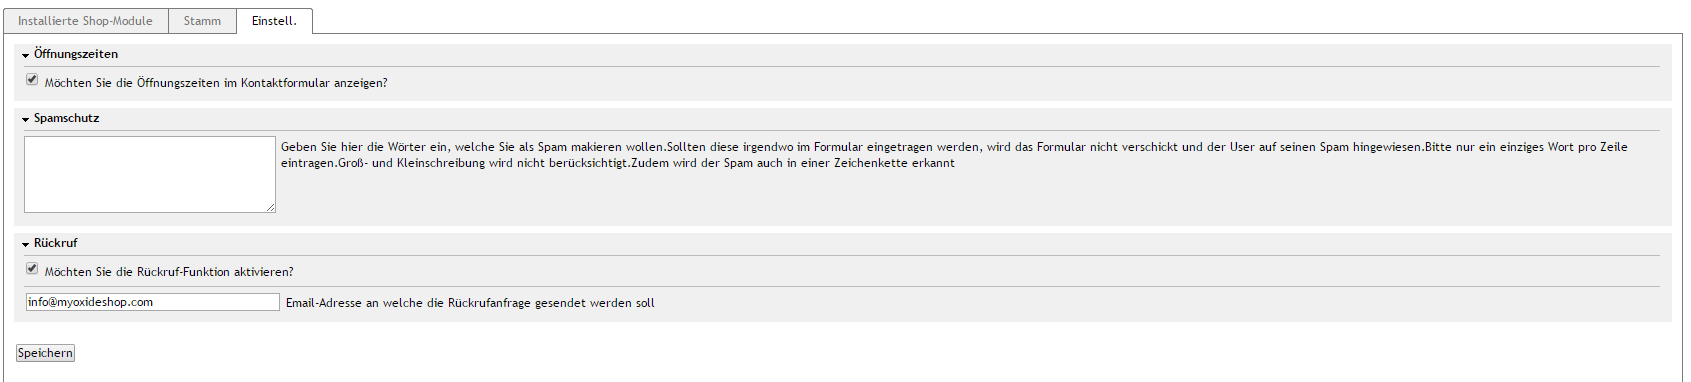 Installierte Shop-Module Stamm Einstell.
Öffnungszeiten
Möchten Sie die Öffnungszeiten im Kontaktformular anzeigen?
Spamschutz
Geben Sie hier die Wörter ein, welche Sie als Spam makieren wollen.Sollten diese irgendwo im Formular eingetragen werden, wird das Formular nicht verschickt und der User auf seinen Spam hingewiesen.Bitte nur ein einziges Wort pro Zeile
eintragen.Groß- und Kleinschreibung wird nicht berücksichtigt.Zudem wird der Spam auch in einer Zeichenkette erkannt
Rückruf
Möchten Sie die Rückruf-Funktion aktivieren?
info@myoxideshop.com Email-Adresse an welche die Rückrufanfrage gesendet werden soll
Speichern